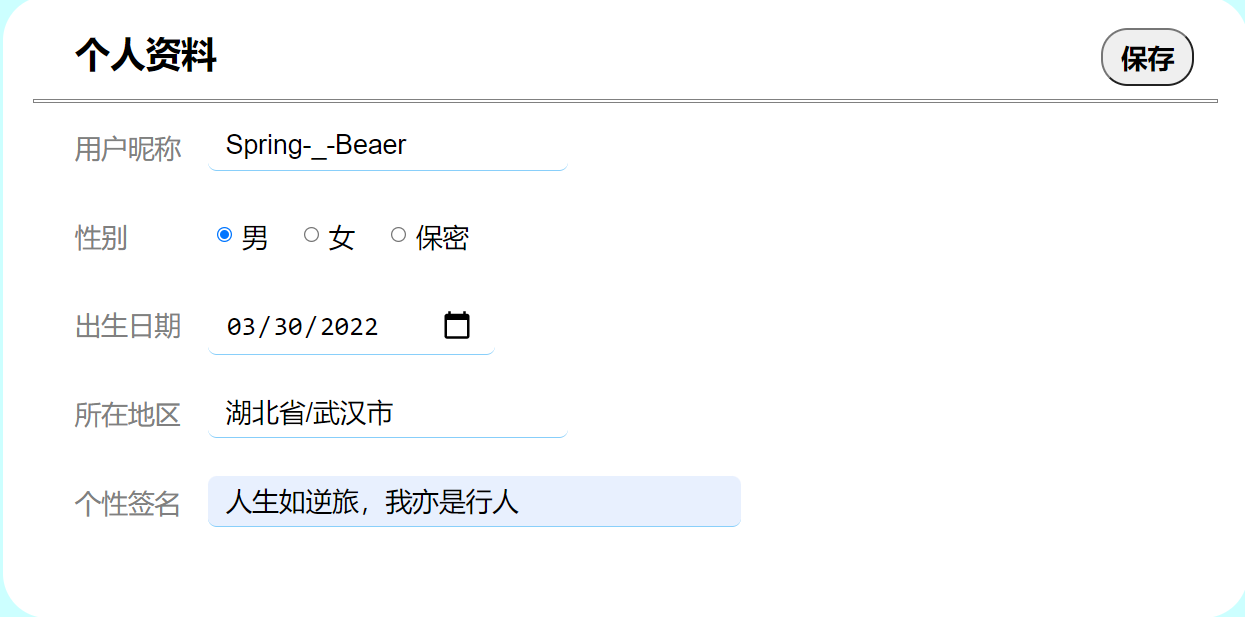 个人资料 保存
用户昵称 Spring-_-Beaer
性别 男 女 保密
出生日期 03/30/2022
所在地区 湖北省/武汉市
个性签名 人生如逆旅，我亦是行人